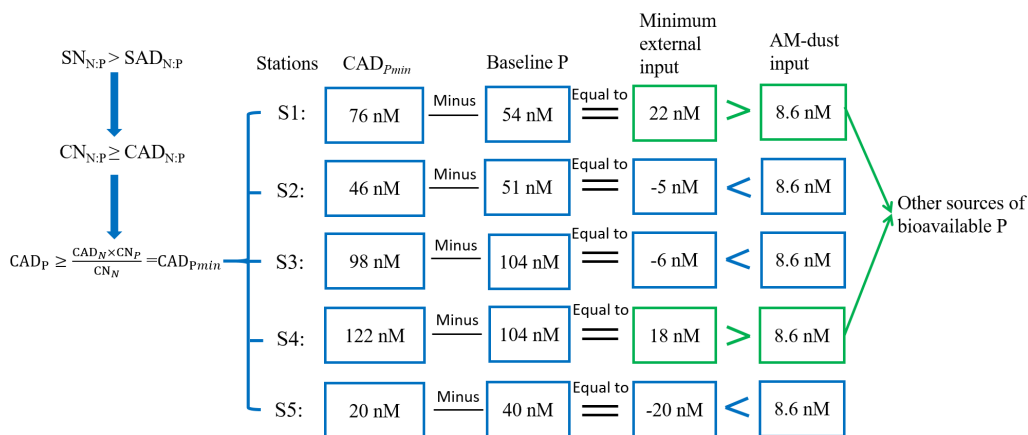 SN_N:P > SAD_N:P
CN_N:P ≥ CAD_N:P
CAD_P ≥ (CAD_N×CN_P)/CN_N =CAD_Pmin
Stations CAD_Pmin Baseline P Minimum external input AM-dust input
S1: 76 nM Minus 54 nM Equal to = 22 nM > 8.6 nM
S2: 46 nM Minus 51 nM Equal to = -5 nM < 8.6 nM
S3: 98 nM Minus 104 nM Equal to = -6 nM < 8.6 nM
S4: 122 nM Minus 104 nM Equal to = 18 nM > 8.6 nM
S5: 20 nM Minus 40 nM Equal to = -20 nM < 8.6 nM
Other sources of
bioavailable P